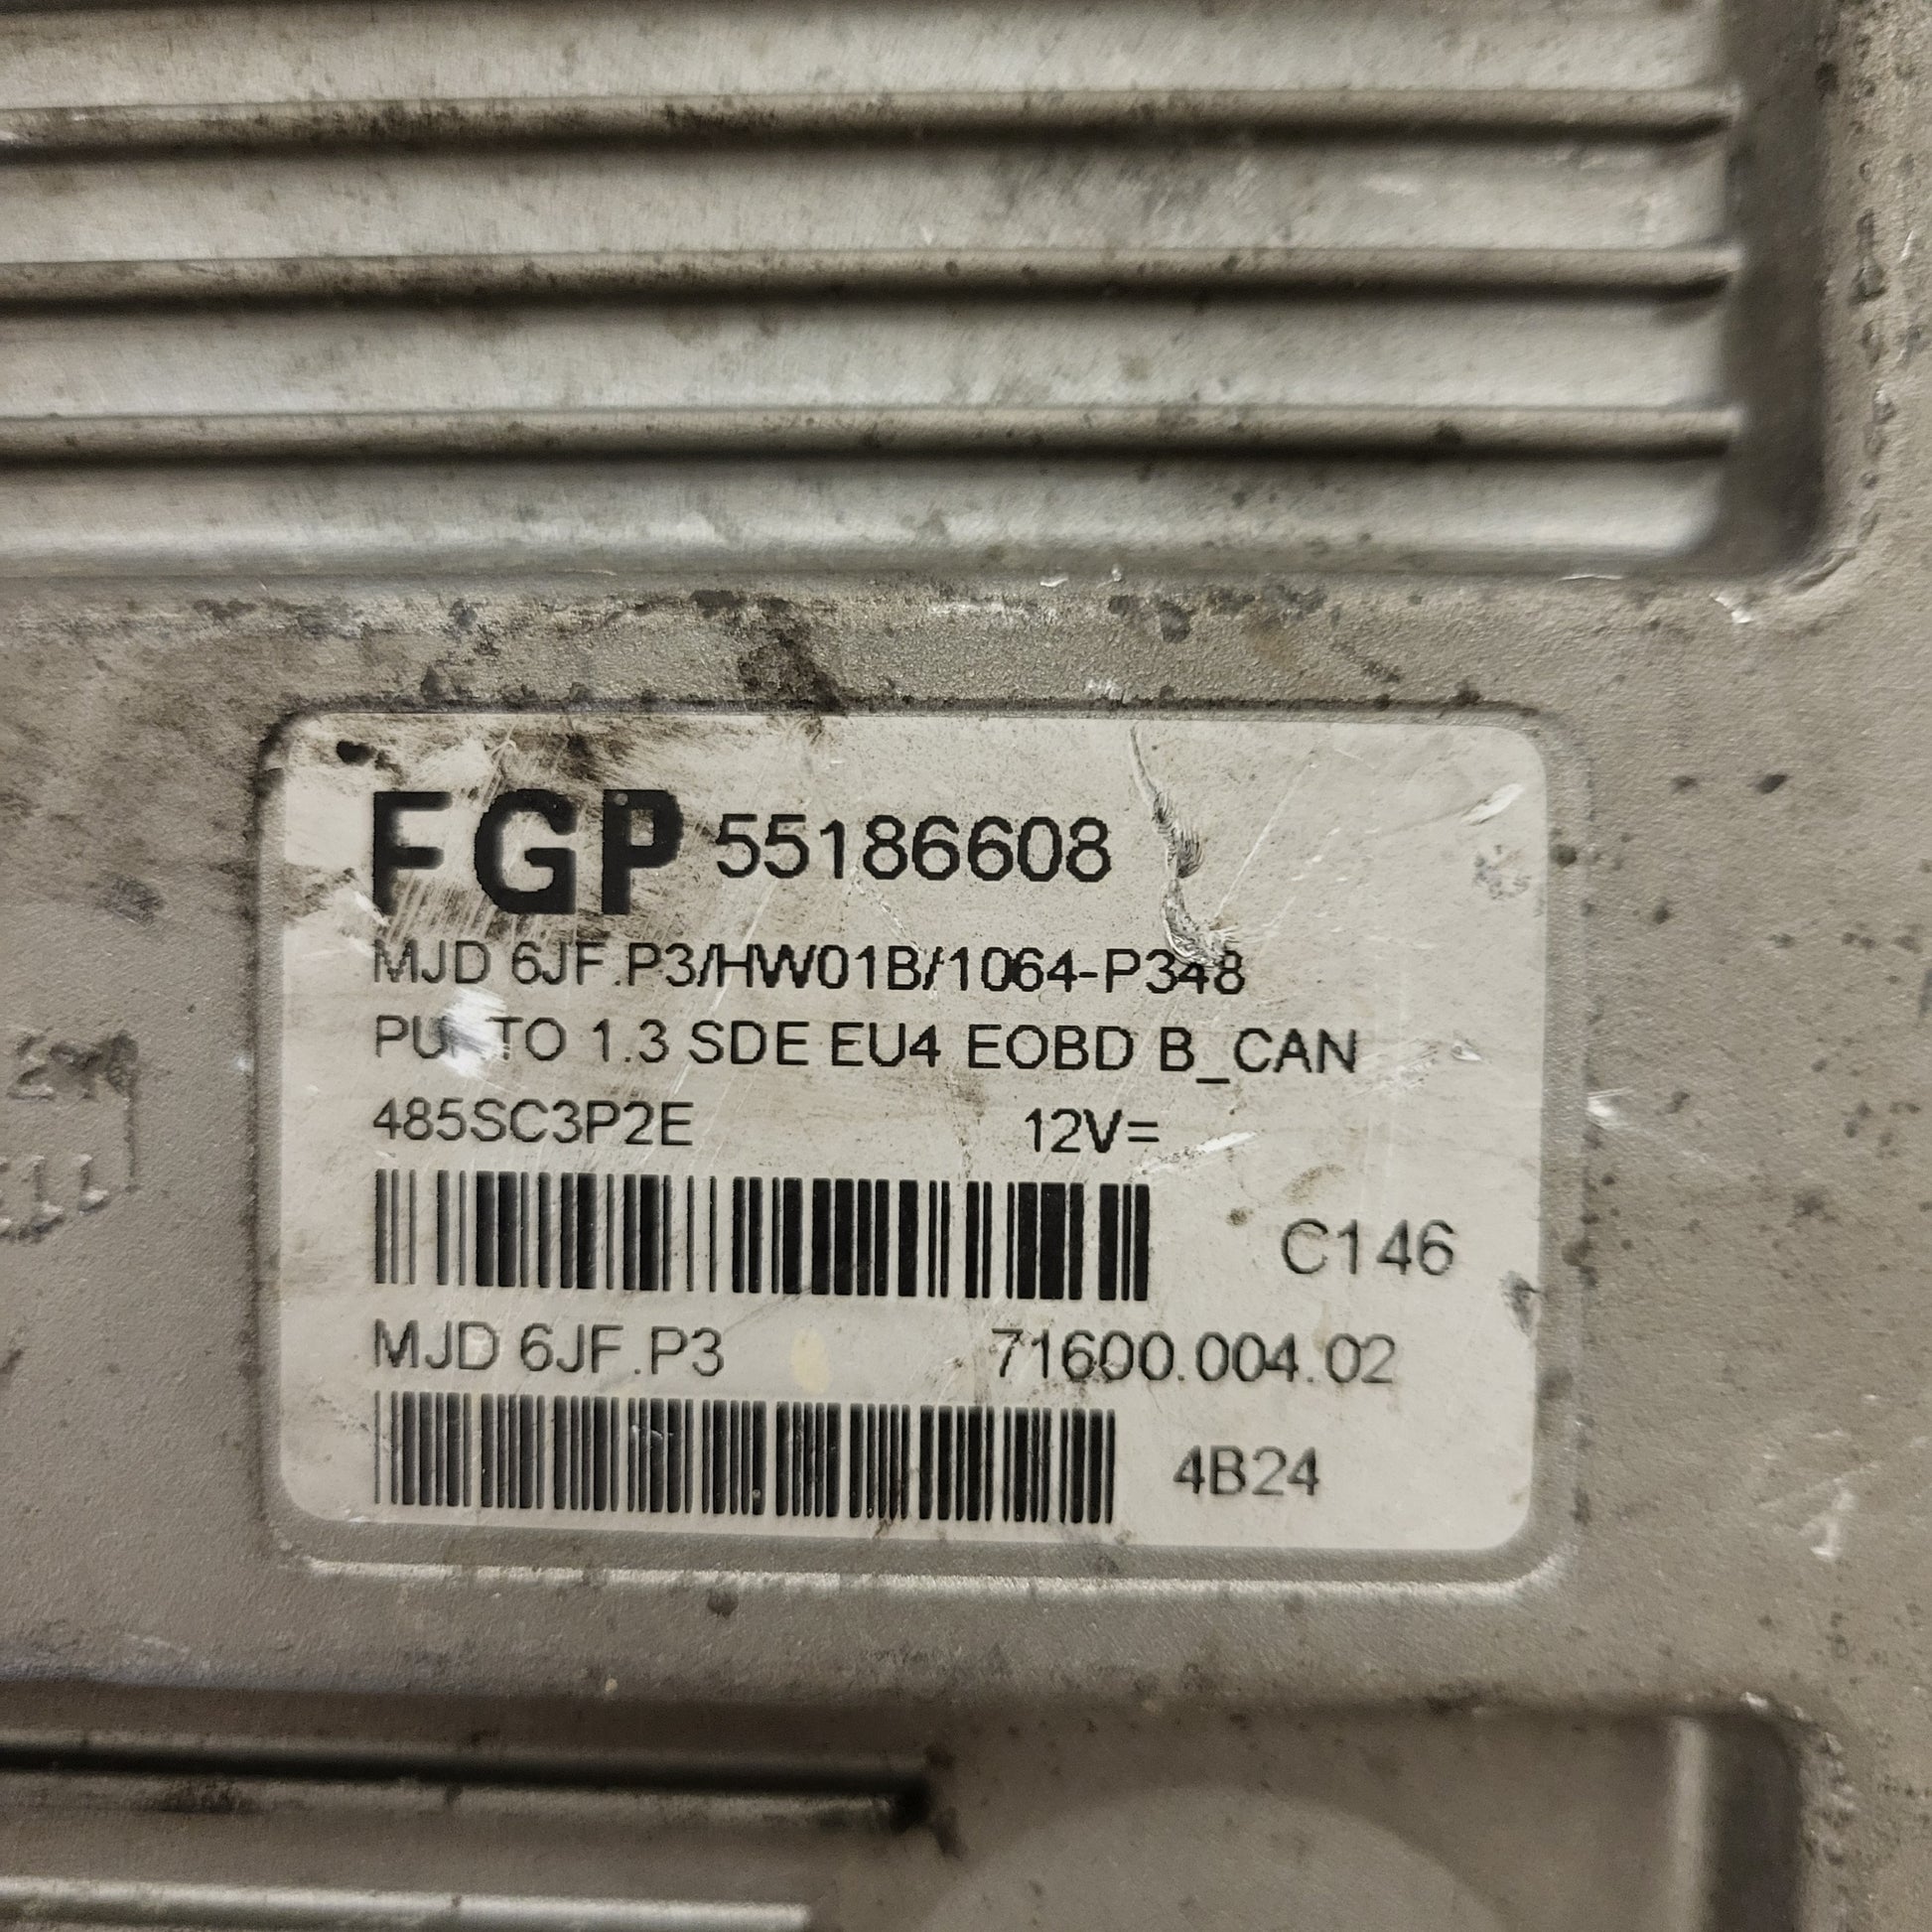 FGP 55186608
MJD 6JF.P3/HW01B/1064-P348
PUNTO 1.3 SDE EU4 EOBD B_CAN
485SC3P2E 12V=
C146
MJD 6JF.P3 71600.004.02
4B24